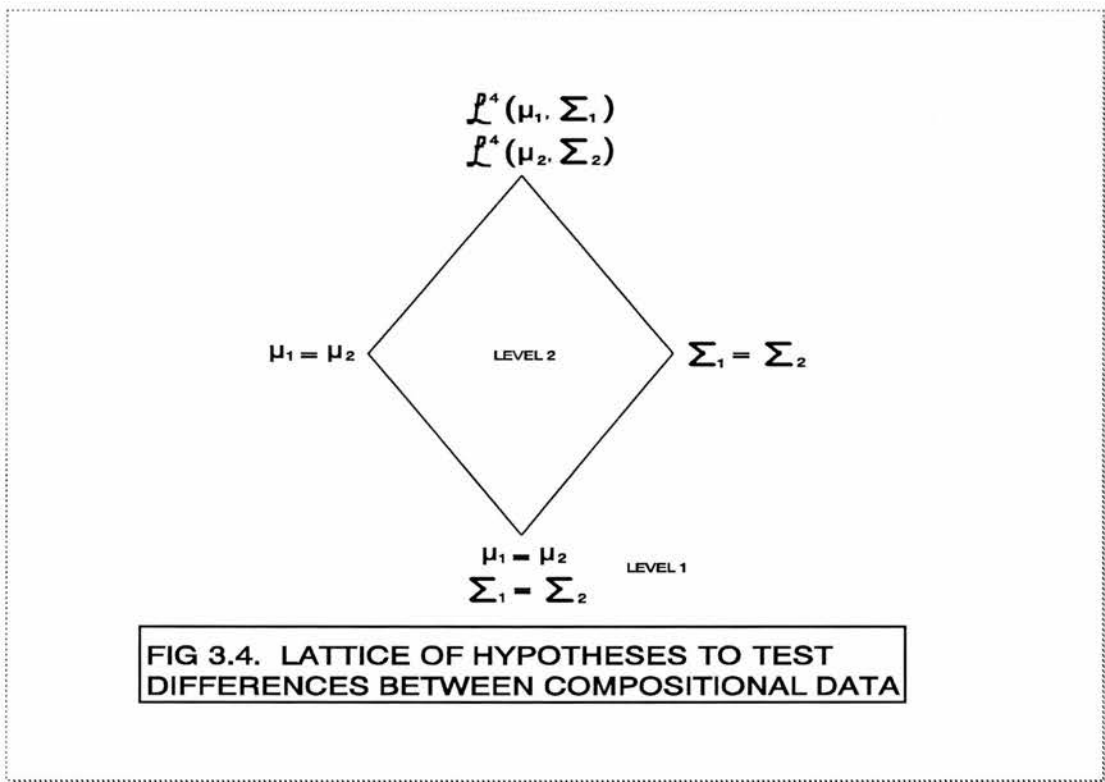 ℒ⁴(μ₁, Σ₁)
ℒ⁴(μ₂, Σ₂)
μ₁ = μ₂
LEVEL 2
Σ₁ = Σ₂
μ₁ = μ₂
LEVEL 1
Σ₁ = Σ₂
FIG 3.4. LATTICE OF HYPOTHESES TO TEST
DIFFERENCES BETWEEN COMPOSITIONAL DATA